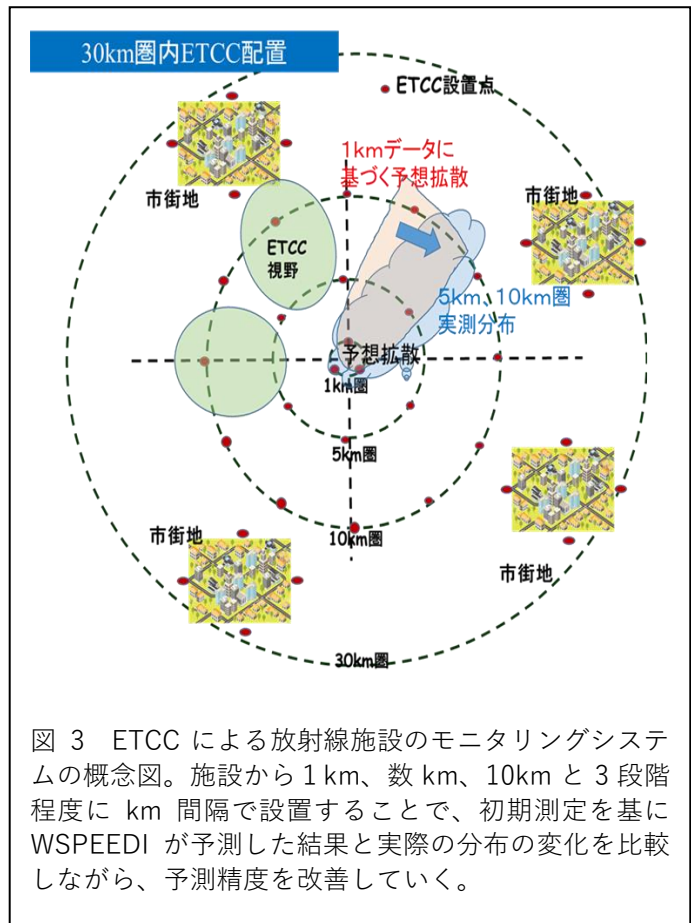 30km圏内ETCC配置
ETCC設置点
1kmデータに
基づく予想拡散
市街地
市街地
ETCC
視野
5km、10km圏
実測分布
予想拡散
1km圏
5km圏
10km圏
市街地
市街地
30km圏
図 3 ETCC による放射線施設のモニタリングシステ
ムの概念図。施設から 1 km、数 km、10km と 3 段階
程度に km 間隔で設置することで、初期測定を基に
WSPEEDI が予測した結果と実際の分布の変化を比較
しながら、予測精度を改善していく。